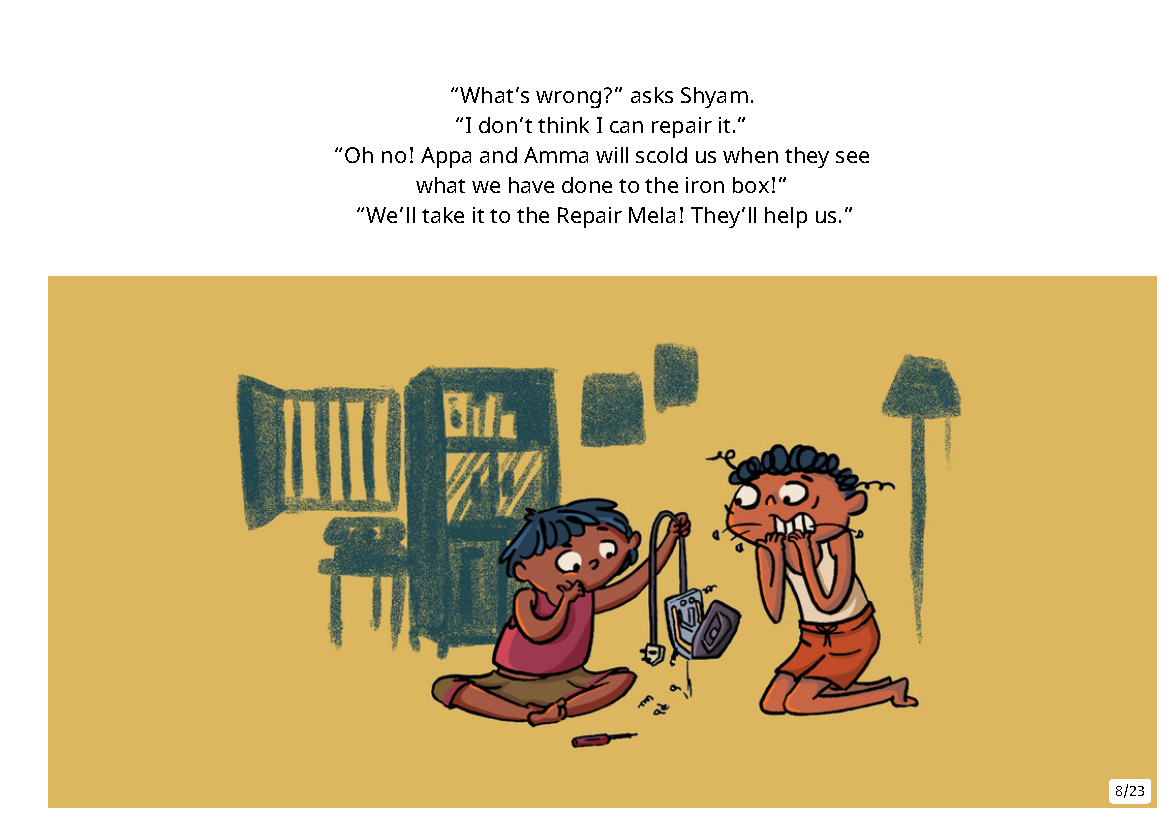 “What’s wrong?” asks Shyam.
“I don’t think I can repair it.”
“Oh no! Appa and Amma will scold us when they see
what we have done to the iron box!”
“We’ll take it to the Repair Mela! They’ll help us.”
8/23